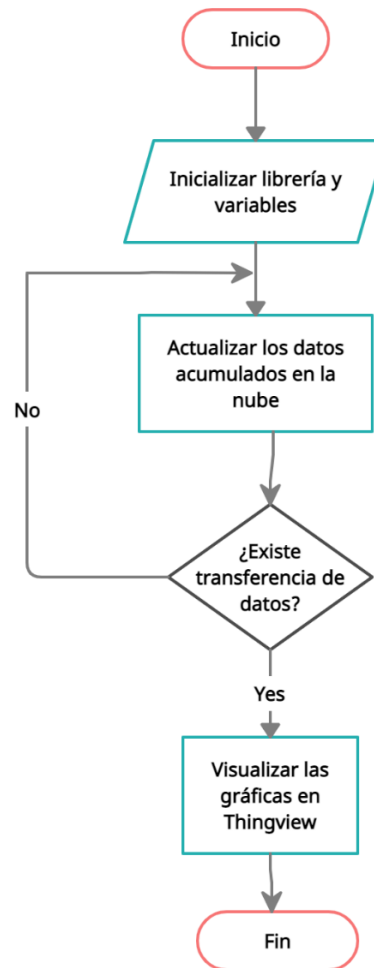 Inicio
Inicializar librería y
variables
Actualizar los datos
acumulados en la
nube
No
¿Existe
transferencia de
datos?
Yes
Visualizar las
gráficas en
Thingview
Fin